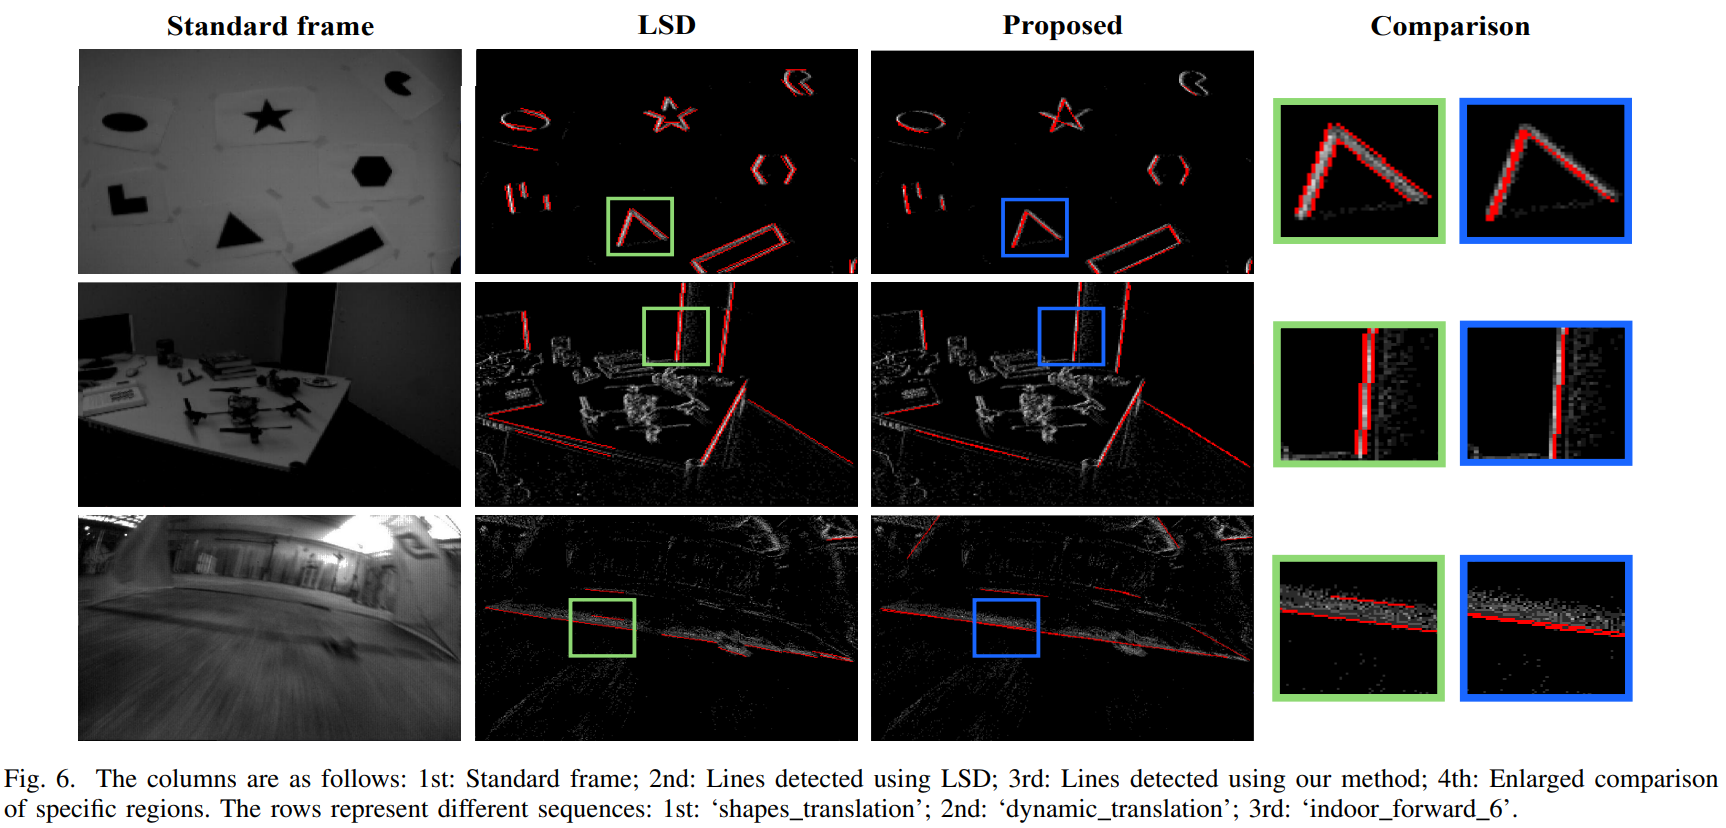 Standard frame
LSD
Proposed
Comparison
Fig. 6. The columns are as follows: 1st: Standard frame; 2nd: Lines detected using LSD; 3rd: Lines detected using our method; 4th: Enlarged comparison
of specific regions. The rows represent different sequences: 1st: ‘shapes_translation’; 2nd: ‘dynamic_translation’; 3rd: ‘indoor_forward_6’.